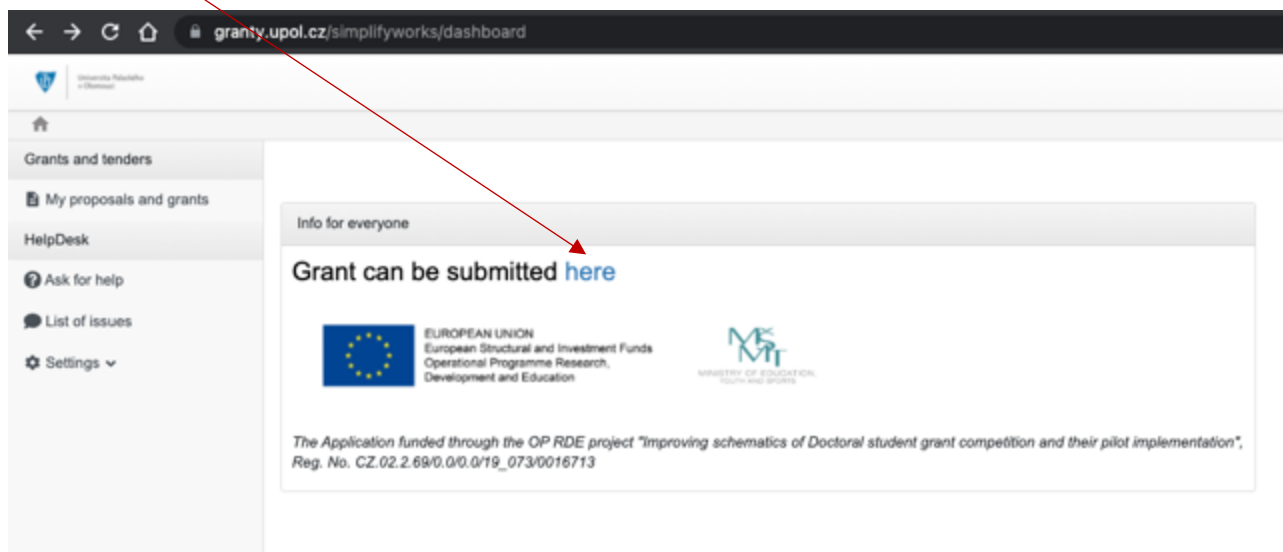 granty.upol.cz/simplifyworks/dashboard
Univerzita Palackého
v Olomouci
Grants and tenders
My proposals and grants
HelpDesk
Ask for help
List of issues
Settings
Info for everyone
Grant can be submitted here
EUROPEAN UNION
European Structural and Investment Funds
Operational Programme Research,
Development and Education
MINISTRY OF EDUCATION,
YOUTH AND SPORTS
The Application funded through the OP RDE project "Improving schematics of Doctoral student grant competition and their pilot implementation",
Reg. No. CZ.02.2.69/0.0/0.0/19_073/0016713